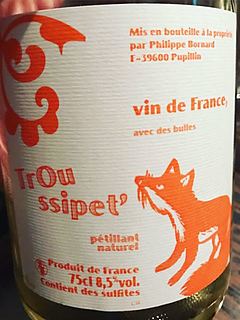 Mis en bouteille à la propriété
par Philippe Bornard
F-39600 Pupillin
vin de France,
avec des bulles
TrOu
ssipet'
pétillant
naturel
Produit de France
75cl 8,5% vol.
Contient des sulfites